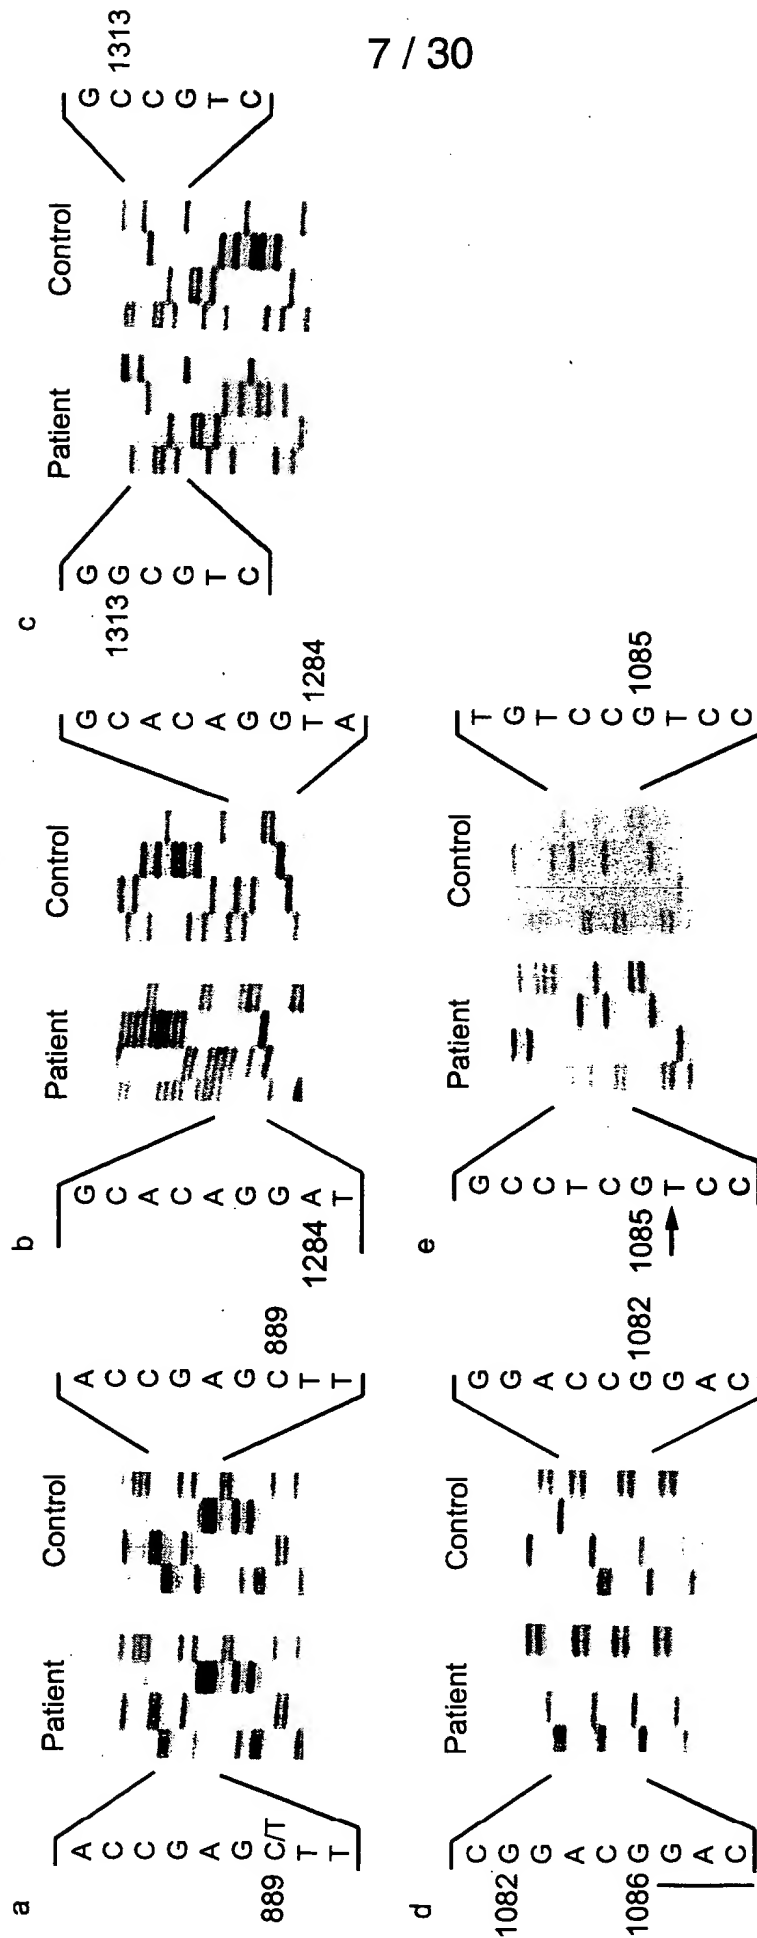 7 / 30
a
Patient
Control
A
C
C
G
A
G
889 C/T
T
T
A
C
C
G
A
G
C 889
T
T
b
Patient
Control
G
C
A
C
A
G
G
1284 A
T
G
C
A
C
A
G
G
T 1284
A
c
Patient
Control
G
1313 G
C
G
T
C
G
C 1313
C
G
T
C
d
Patient
Control
C
1082 G
G
A
C
1086 G
G
A
C
G
G
A
C
C
G 1082
G
A
C
e
Patient
Control
G
C
C
T
C
1085 G
T
C
C
T
G
T
C
C
G 1085
T
C
C